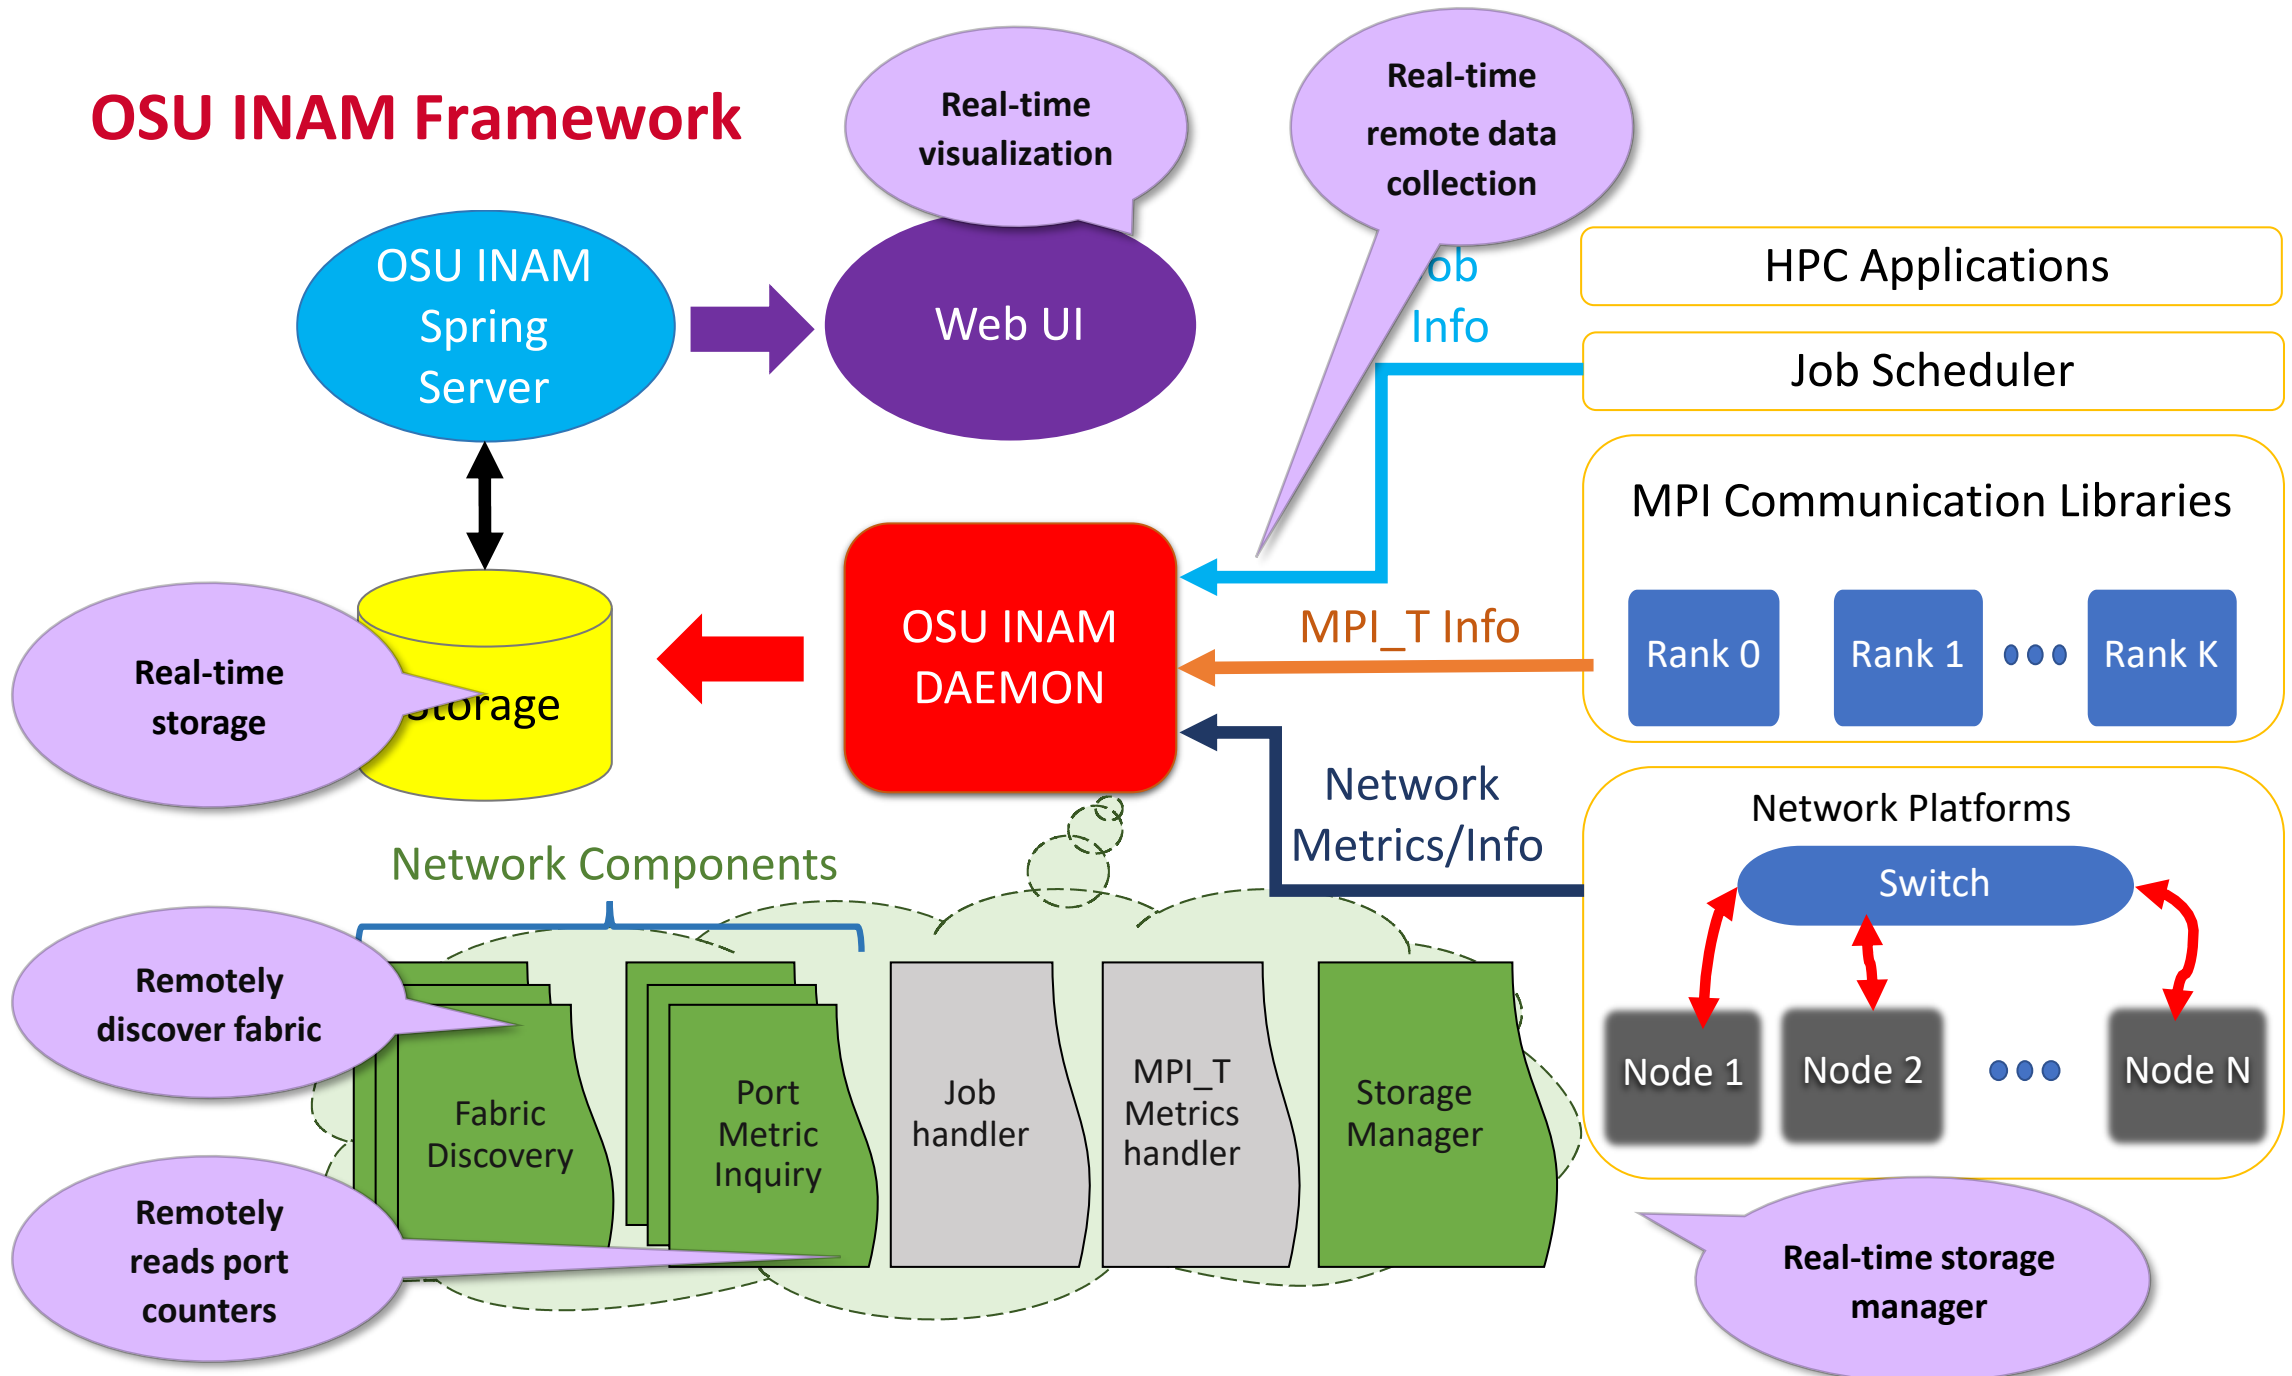 OSU INAM Framework
Real-time
visualization
Real-time
remote data
collection
OSU INAM
Spring
Server
Web UI
ob
Info
HPC Applications
Job Scheduler
MPI Communication Libraries
Rank 0
Rank 1
Rank K
Real-time
storage
Storage
OSU INAM
DAEMON
MPI_T Info
Network
Metrics/Info
Network Platforms
Switch
Node 1
Node 2
Node N
Network Components
Remotely
discover fabric
Remotely
reads port
counters
Fabric
Discovery
Port
Metric
Inquiry
Job
handler
MPI_T
Metrics
handler
Storage
Manager
Real-time storage
manager